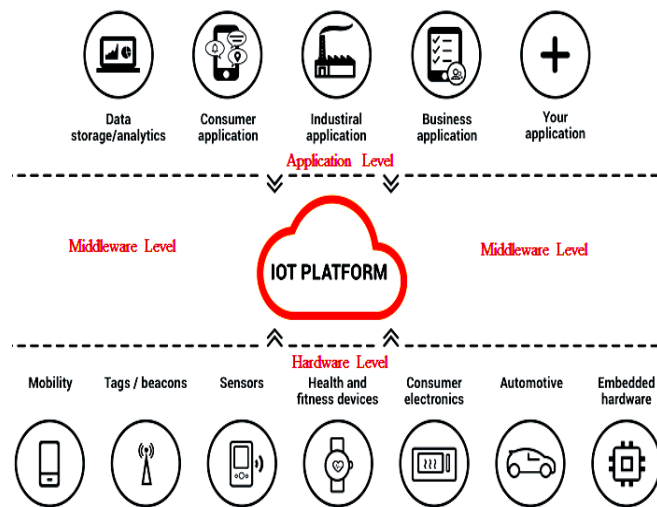 Data
storage/analytics
Consumer
application
Industiral
application
Business
application
Your
application
Application Level
Middleware Level
IOT PLATFORM
Middleware Level
Hardware Level
Mobility
Tags / beacons
Sensors
Health and
fitness devices
Consumer
electronics
Automotive
Embedded
hardware